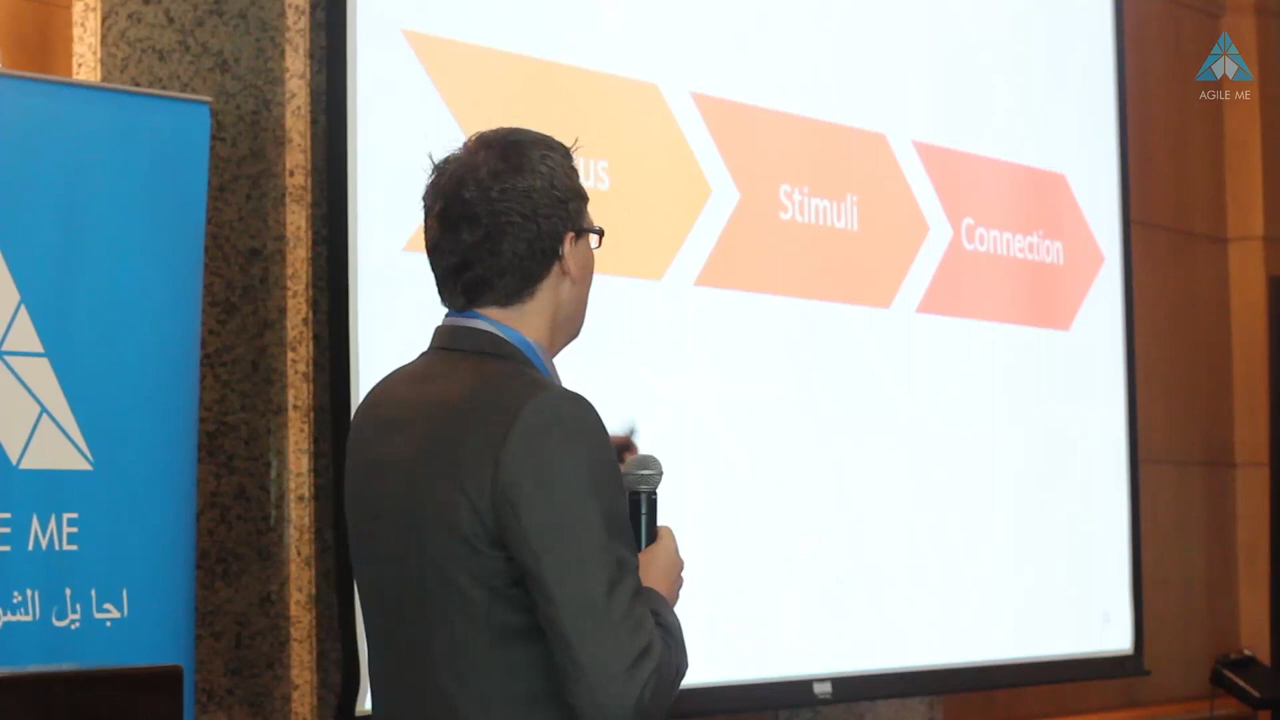 Stimuli
Connection
AGILE ME
ME
اجا يل